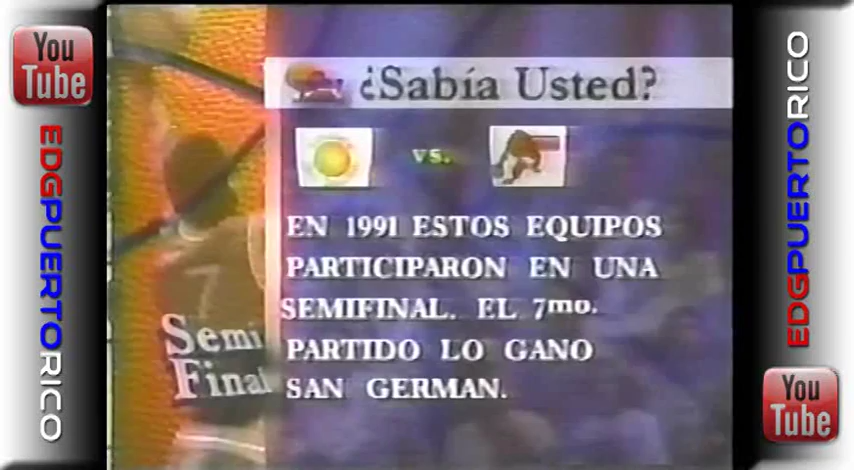 You
Tube
EDGPUERTORICO
¿Sabía Usted?
vs.
EN 1991 ESTOS EQUIPOS
PARTICIPARON EN UNA
SEMIFINAL. EL 7mo.
PARTIDO LO GANO
SAN GERMAN.
7
Semi
Final
EDGPUERTORICO
You
Tube